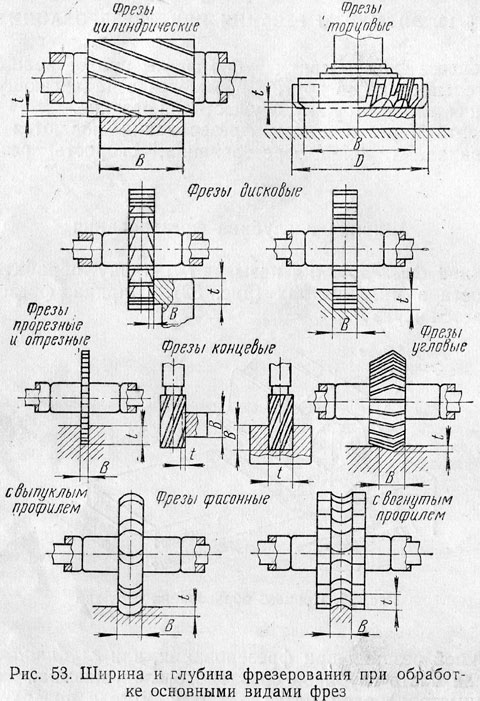 Фрезы
цилиндрические
Фрезы
торцовые
t
t
B
B
D
Фрезы дисковые
t
B
t
B
Фрезы
прорезные
и отрезные
Фрезы концевые
Фрезы
угловые
t
B
B
t
B
t
t
B
с выпуклым
профилем
Фрезы фасонные
с вогнутым
профилем
t
B
t
B
Рис. 53. Ширина и глубина фрезерования при обработ-
ке основными видами фрез